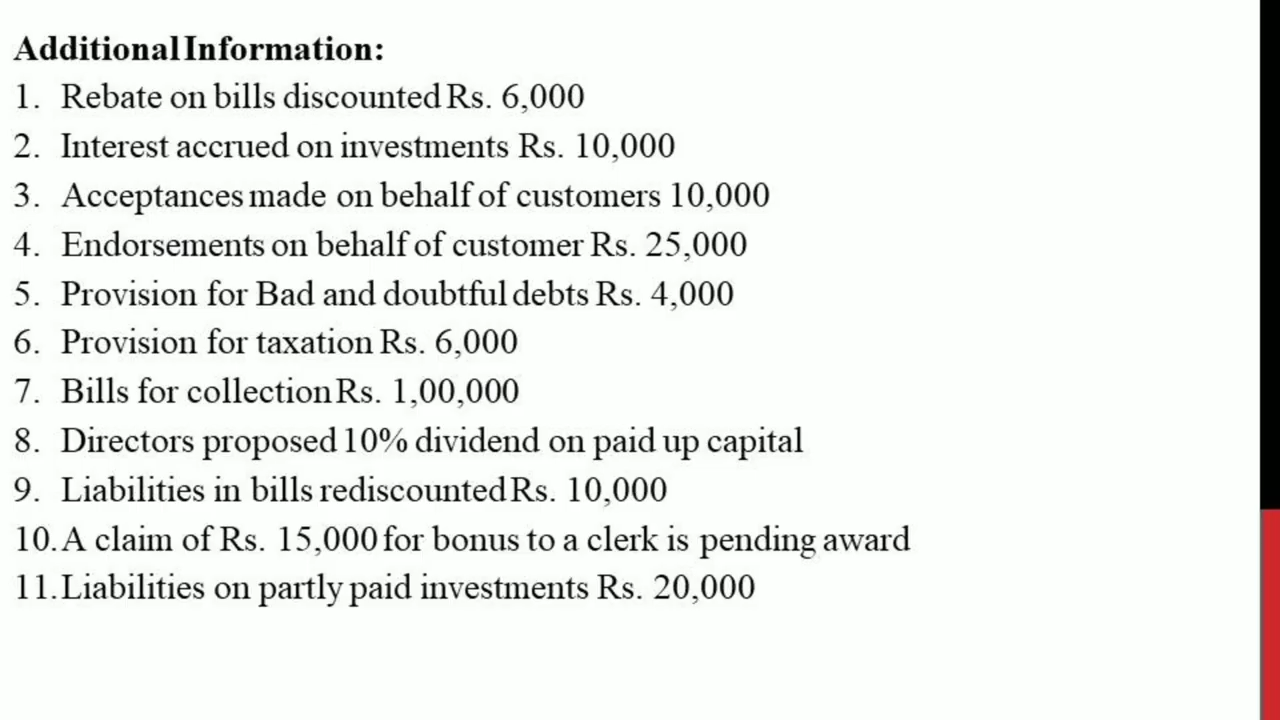 Additional Information:
1. Rebate on bills discounted Rs. 6,000
2. Interest accrued on investments Rs. 10,000
3. Acceptances made on behalf of customers 10,000
4. Endorsements on behalf of customer Rs. 25,000
5. Provision for Bad and doubtful debts Rs. 4,000
6. Provision for taxation Rs. 6,000
7. Bills for collection Rs. 1,00,000
8. Directors proposed 10% dividend on paid up capital
9. Liabilities in bills rediscounted Rs. 10,000
10. A claim of Rs. 15,000 for bonus to a clerk is pending award
11. Liabilities on partly paid investments Rs. 20,000